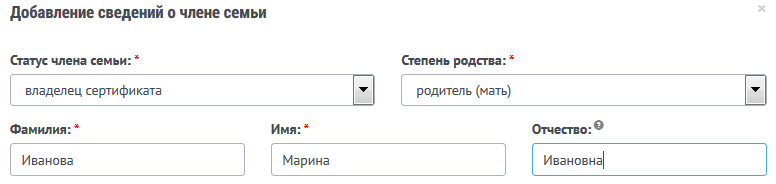 Добавление сведений о члене семьи ×
Статус члена семьи: * Степень родства: *
владелец сертификата родитель (мать)
Фамилия: * Имя: * Отчество: ?
Иванова Марина Ивановна